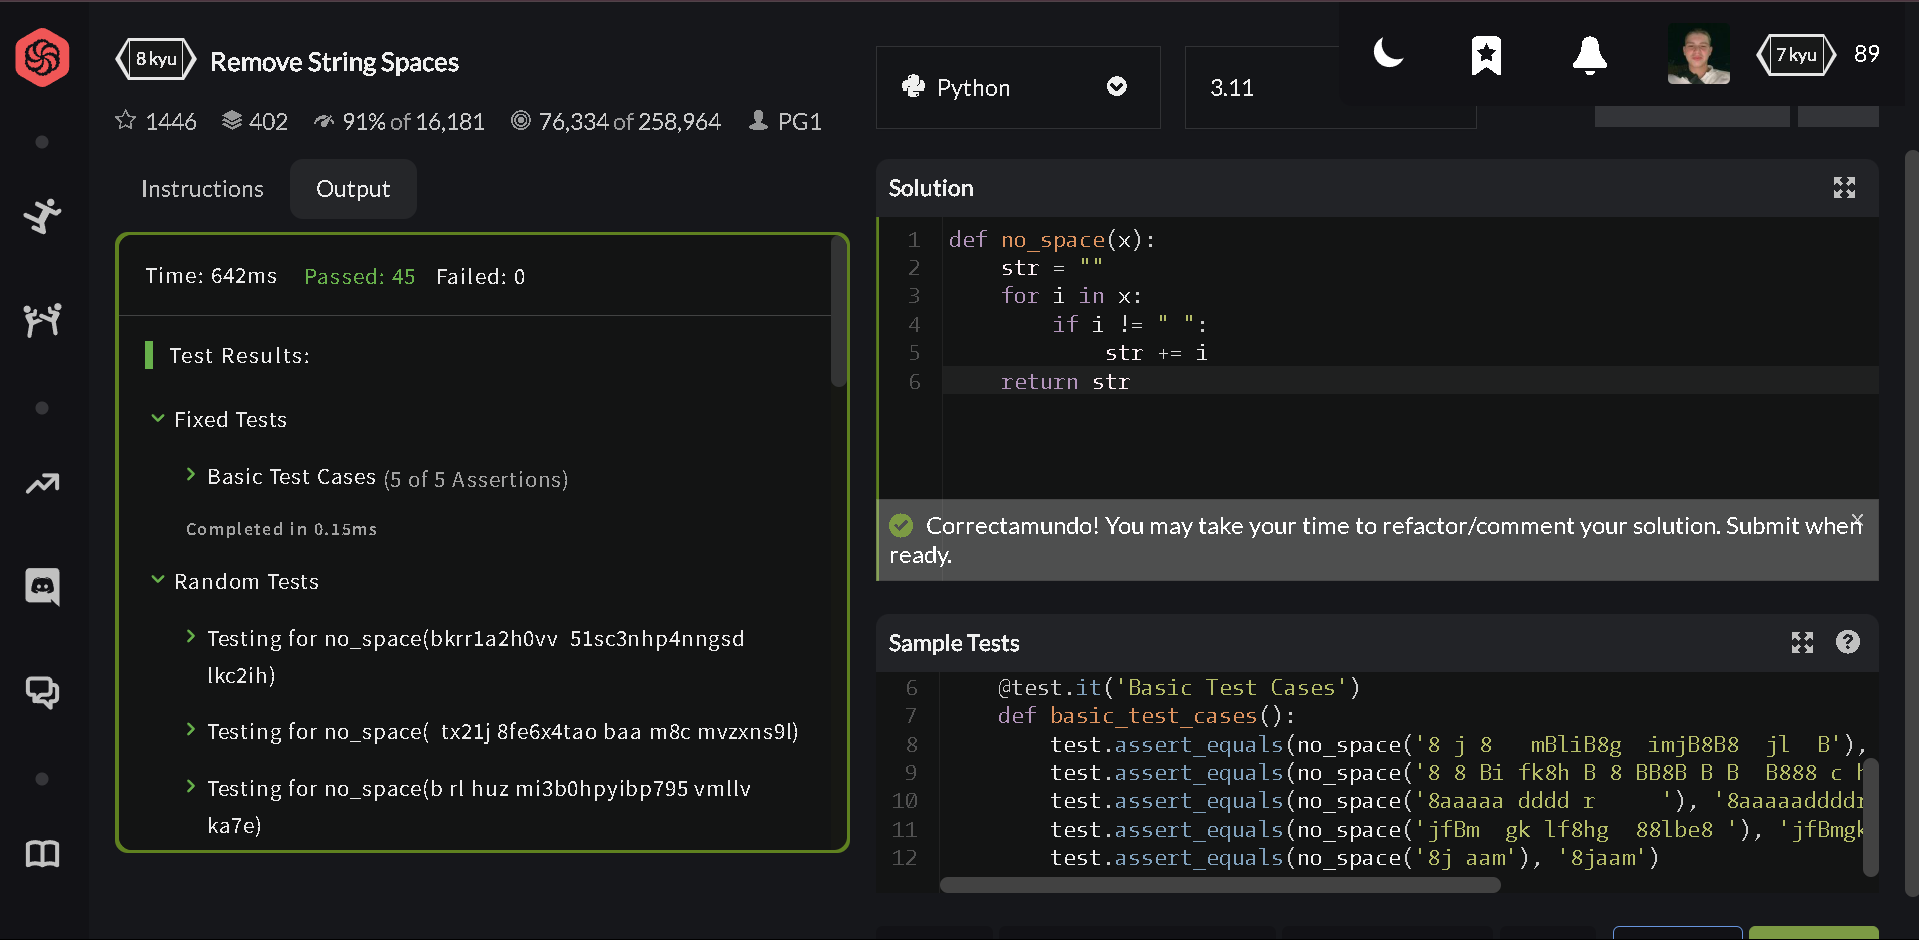 8 kyu
Remove String Spaces
1446 402 91% of 16,181 76,334 of 258,964 PG1
Python
3.11
7 kyu
89
Instructions
Output
Time: 642ms Passed: 45 Failed: 0
Test Results:
Fixed Tests
Basic Test Cases (5 of 5 Assertions)
Completed in 0.15ms
Random Tests
Testing for no_space(bkrr1a2h0vv  51sc3nhp4nngsd
lkc2ih)
Testing for no_space(  tx21j 8fe6x4tao baa m8c mvzxns9l)
Testing for no_space(b rl huz mi3b0hpyibp795 vmllv
ka7e)
Solution
1 def no_space(x):
2     str = ""
3     for i in x:
4         if i != " ":
5             str += i
6     return str
Correctamundo! You may take your time to refactor/comment your solution. Submit when
ready.
Sample Tests
6     @test.it('Basic Test Cases')
7     def basic_test_cases():
8         test.assert_equals(no_space('8 j 8   mBliB8g  imjB8B8  jl  B'),
9         test.assert_equals(no_space('8 8 Bi fk8h B 8 BB8B B B  B888 c h
10         test.assert_equals(no_space('8aaaaa dddd r     '), '8aaaaaddddr
11         test.assert_equals(no_space('jfBm  gk lf8hg  88lbe8 '), 'jfBmgk
12         test.assert_equals(no_space('8j aam'), '8jaam')